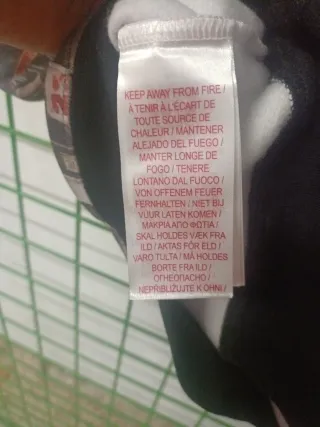 KEEP AWAY FROM FIRE /
À TENIR À L'ÉCART DE
TOUTE SOURCE DE
CHALEUR / MANTENER
ALEJADO DEL FUEGO /
MANTER LONGE DE
FOGO / TENERE
LONTANO DAL FUOCO /
VON OFFENEM FEUER
FERNHALTEN / NIET BIJ
VUUR LATEN KOMEN /
ΜΑΚΡΙΑ ΑΠΟ ΦΩΤΙΑ /
SKAL HOLDES VÆK FRA
ILD / AKTAS FÖR ELD /
VARO TULTA / MÅ HOLDES
BORTE FRA ILD /
ОГНЕОПАСНО /
NEPRIBLIŽUJTE K OHNI /